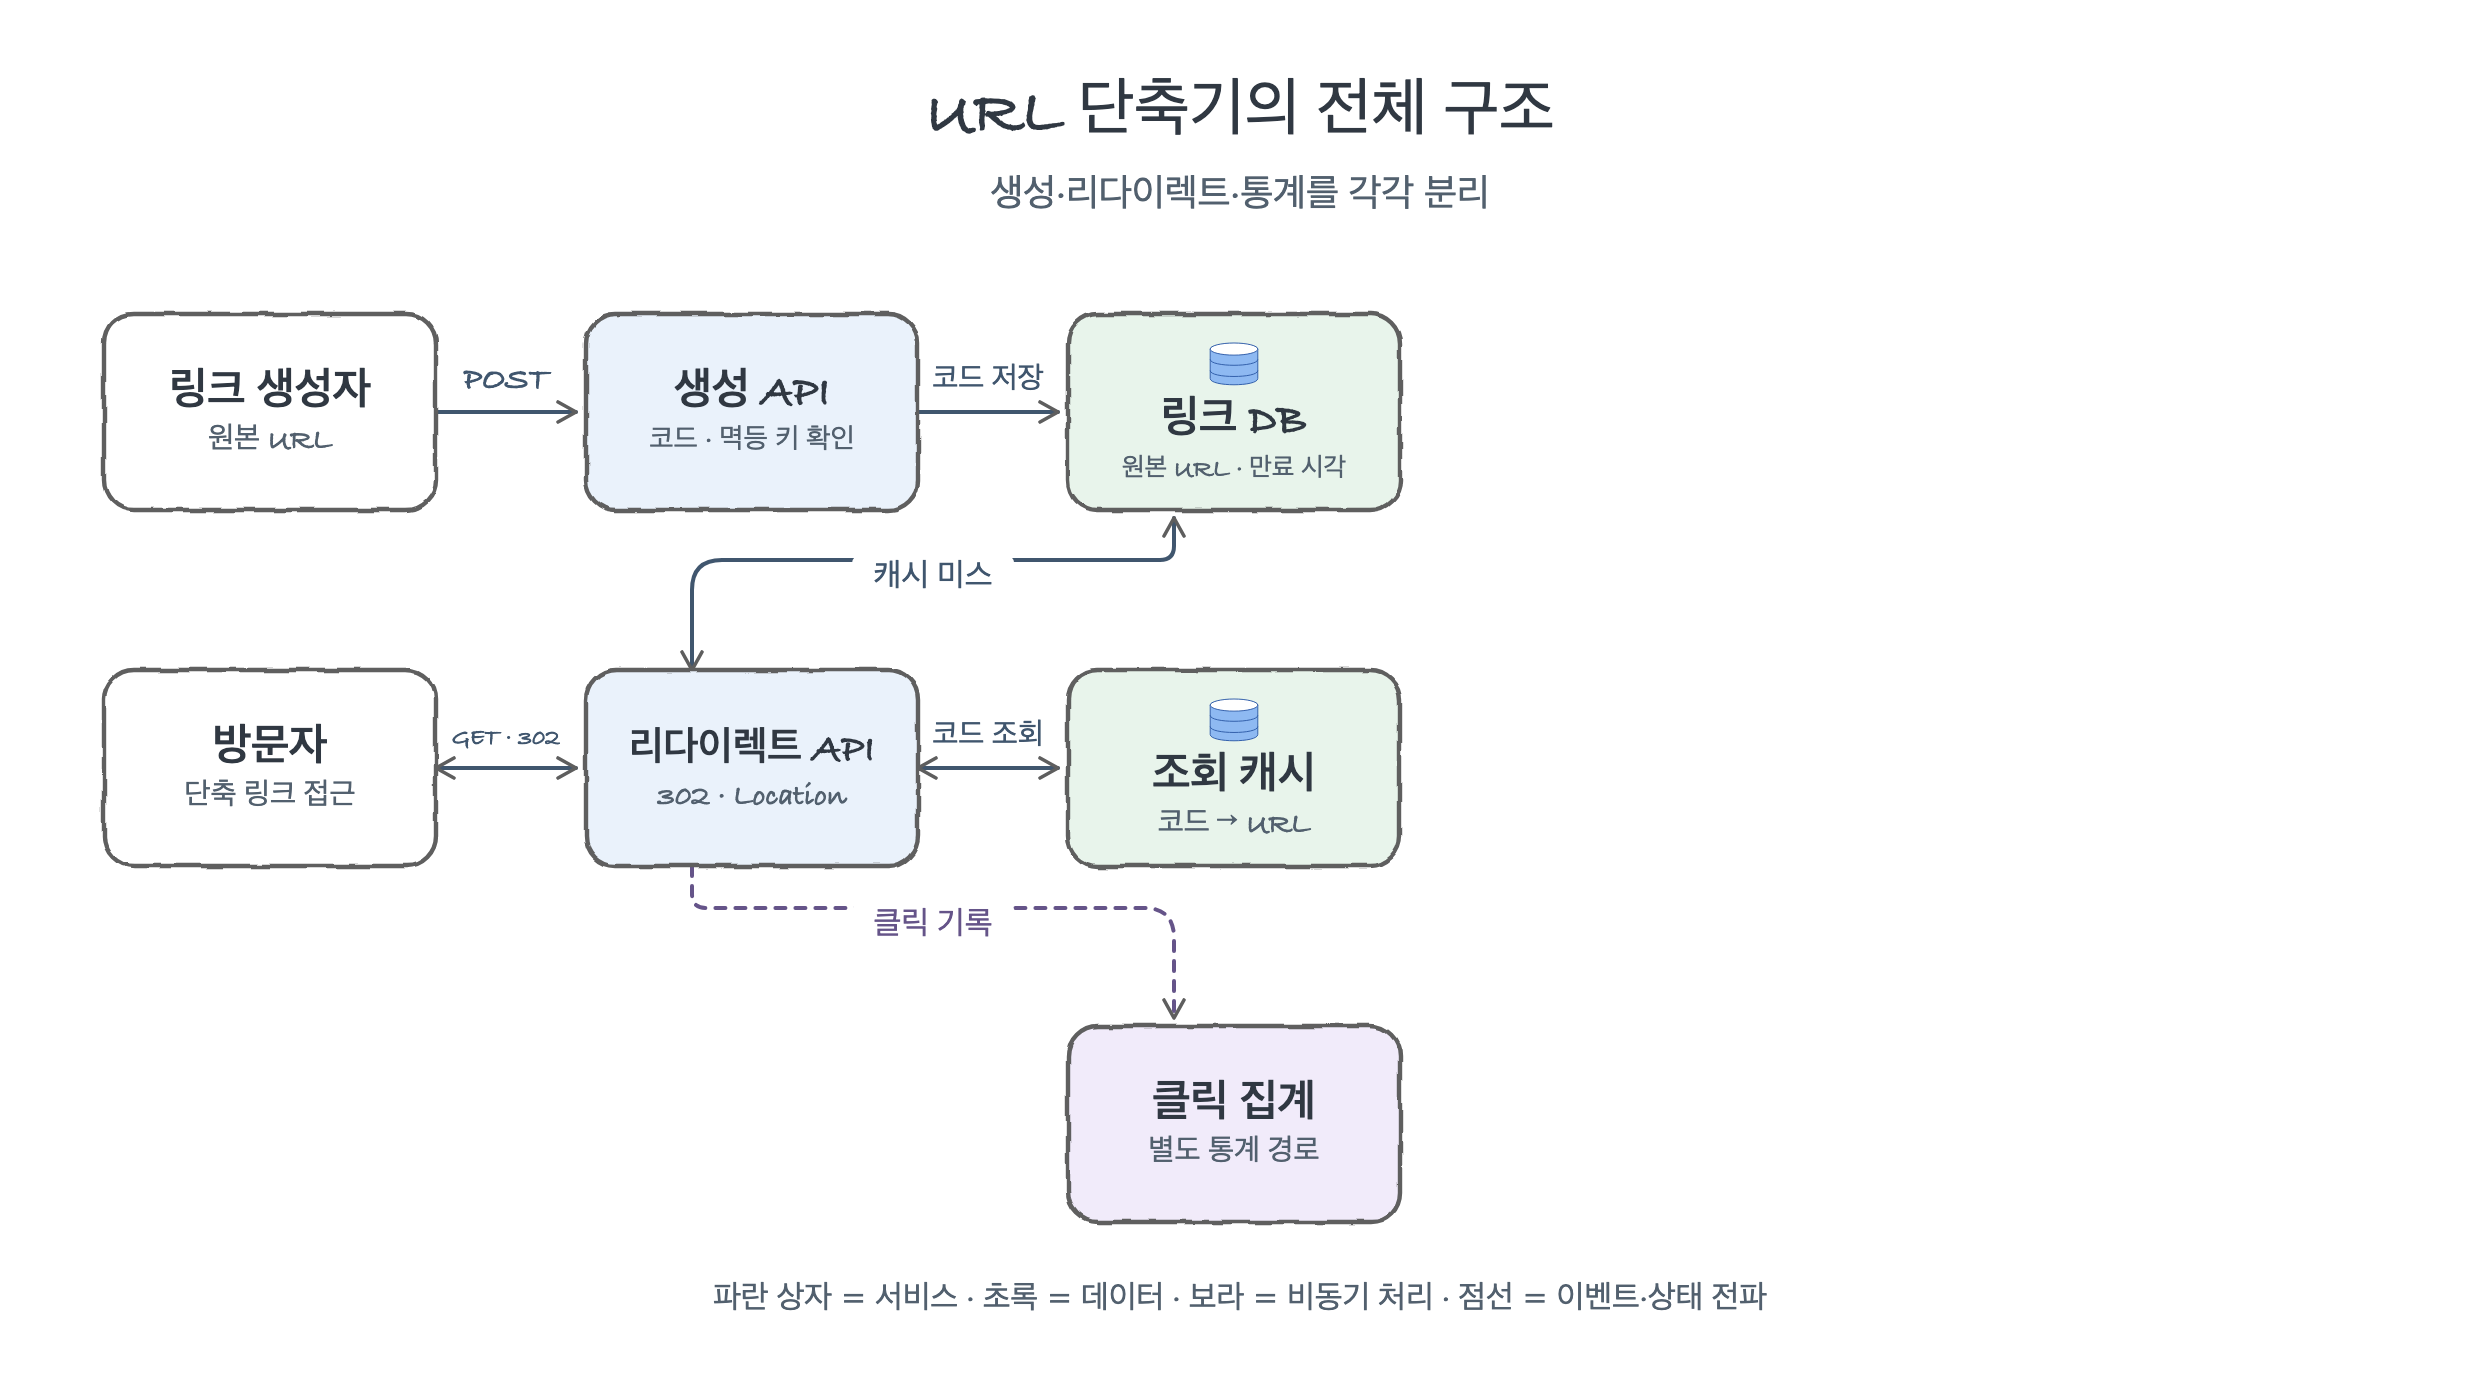 URL 단축기의 전체 구조
생성·리다이렉트·통계를 각각 분리
링크 생성자
원본 URL
POST
생성 API
코드 · 멱등 키 확인
코드 저장
링크 DB
원본 URL · 만료 시각
캐시 미스
방문자
단축 링크 접근
GET · 302
리다이렉트 API
302 · Location
코드 조회
조회 캐시
코드 → URL
클릭 기록
클릭 집계
별도 통계 경로
파란 상자 = 서비스 · 초록 = 데이터 · 보라 = 비동기 처리 · 점선 = 이벤트·상태 전파